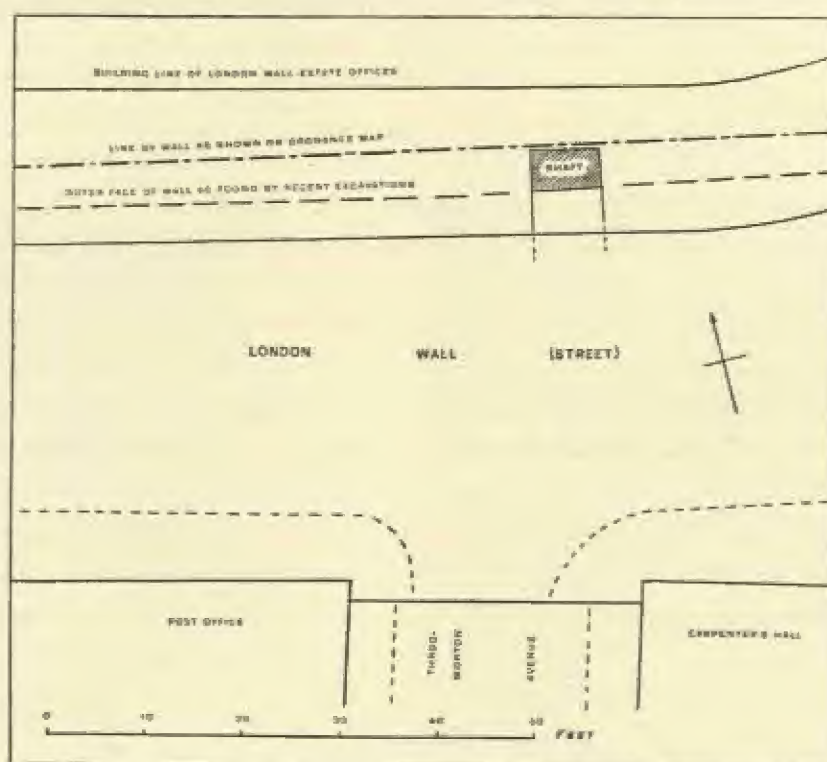 BUILDING LINE OF LONDON WALL ESTATE OFFICES
LINE OF WALL AS SHOWN ON ORDNANCE MAP
OUTER FACE OF WALL AS FOUND BY RECENT EXCAVATIONS
SHAFT
LONDON WALL (STREET)
POST OFFICE
THROG-
MORTON
AVENUE
CARPENTER'S HALL
0 10 20 30 40 50 FEET